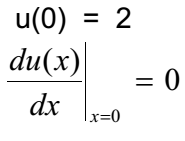 u(0) = 2
du(x)/dx |x=0 = 0